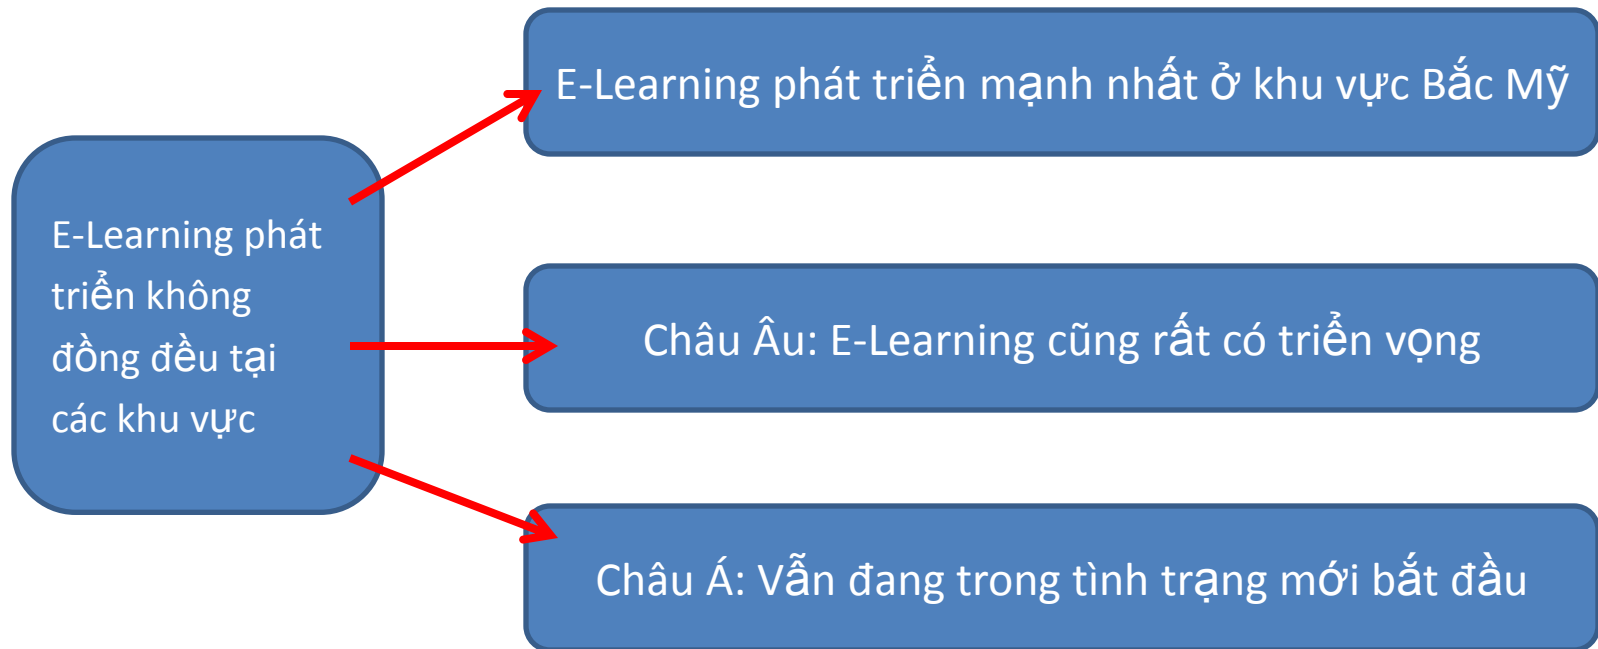 E-Learning phát triển mạnh nhất ở khu vực Bắc Mỹ
E-Learning phát
triển không
đồng đều tại
các khu vực
Châu Âu: E-Learning cũng rất có triển vọng
Châu Á: Vẫn đang trong tình trạng mới bắt đầu